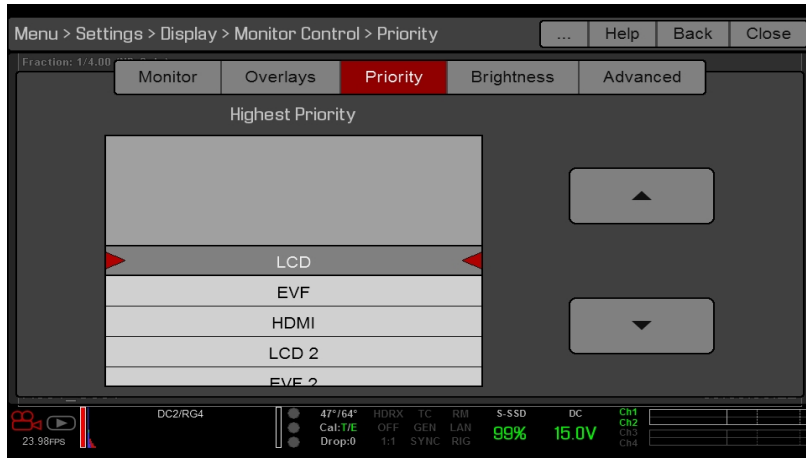 Menu > Settings > Display > Monitor Control > Priority
...
Help
Back
Close
Fraction: 1/4.00
Monitor
Overlays
Priority
Brightness
Advanced
Highest Priority
LCD
EVF
HDMI
LCD 2
EVF 2
23.98FPS
DC2/RG4
47°/64° HDRX TC RM
Cal:T/E OFF GEN LAN
Drop:0 1:1 SYNC RIG
S-SSD
99%
DC
15.0V
Ch1
Ch2
Ch3
Ch4